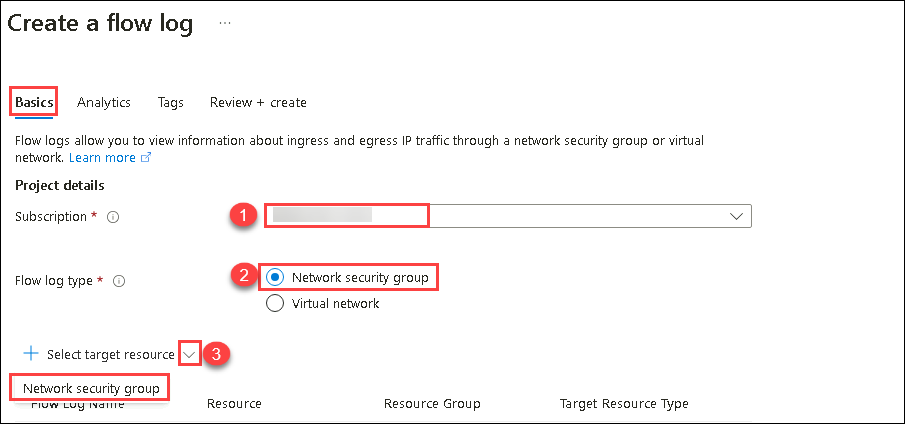 Create a flow log ...
Basics Analytics Tags Review + create
Flow logs allow you to view information about ingress and egress IP traffic through a network security group or virtual
network. Learn more
Project details
Subscription * 1
Flow log type * 2 Network security group
Virtual network
+ Select target resource 3
Network security group
Flow Log Name Resource Resource Group Target Resource Type